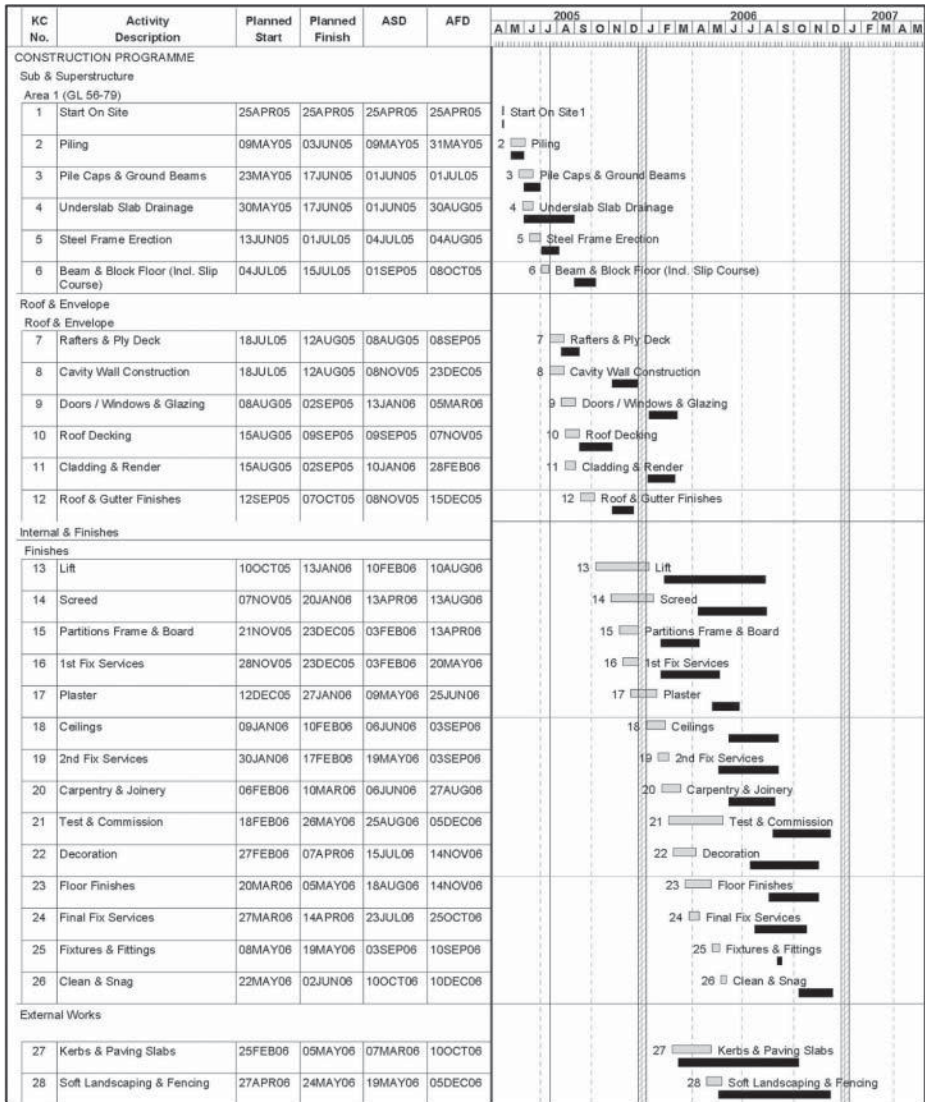 KC No. Activity Description Planned Start Planned Finish ASD AFD 2005 2006 2007
A M J J A S O N D J F M A M J J A S O N D J F M A M
CONSTRUCTION PROGRAMME
Sub & Superstructure
Area 1 (GL 56-79)
1 Start On Site 25APR05 25APR05 25APR05 25APR05 Start On Site1
2 Piling 09MAY05 03JUN05 09MAY05 31MAY05 2 Piling
3 Pile Caps & Ground Beams 23MAY05 17JUN05 01JUN05 01JUL05 3 Pile Caps & Ground Beams
4 Underslab Slab Drainage 30MAY05 17JUN05 01JUN05 30AUG05 4 Underslab Slab Drainage
5 Steel Frame Erection 13JUN05 01JUL05 04JUL05 04AUG05 5 Steel Frame Erection
6 Beam & Block Floor (Incl. Slip Course) 04JUL05 15JUL05 01SEP05 08OCT05 6 Beam & Block Floor (Incl. Slip Course)
Roof & Envelope
Roof & Envelope
7 Rafters & Ply Deck 18JUL05 12AUG05 08AUG05 08SEP05 7 Rafters & Ply Deck
8 Cavity Wall Construction 18JUL05 12AUG05 08NOV05 23DEC05 8 Cavity Wall Construction
9 Doors / Windows & Glazing 08AUG05 02SEP05 13JAN06 05MAR06 9 Doors / Windows & Glazing
10 Roof Decking 15AUG05 09SEP05 09SEP05 07NOV05 10 Roof Decking
11 Cladding & Render 15AUG05 02SEP05 10JAN06 28FEB06 11 Cladding & Render
12 Roof & Gutter Finishes 12SEP05 07OCT05 08NOV05 15DEC05 12 Roof & Gutter Finishes
Internal & Finishes
Finishes
13 Lift 10OCT05 13JAN06 10FEB06 10AUG06 13 Lift
14 Screed 07NOV05 20JAN06 13APR06 13AUG06 14 Screed
15 Partitions Frame & Board 21NOV05 23DEC05 03FEB06 13APR06 15 Partitions Frame & Board
16 1st Fix Services 28NOV05 23DEC05 03FEB06 20MAY06 16 1st Fix Services
17 Plaster 12DEC05 27JAN06 09MAY06 25JUN06 17 Plaster
18 Ceilings 09JAN06 10FEB06 06JUN06 03SEP06 18 Ceilings
19 2nd Fix Services 30JAN06 17FEB06 19MAY06 03SEP06 19 2nd Fix Services
20 Carpentry & Joinery 06FEB06 10MAR06 06JUN06 27AUG06 20 Carpentry & Joinery
21 Test & Commission 18FEB06 26MAY06 25AUG06 05DEC06 21 Test & Commission
22 Decoration 27FEB06 07APR06 15JUL06 14NOV06 22 Decoration
23 Floor Finishes 20MAR06 05MAY06 18AUG06 14NOV06 23 Floor Finishes
24 Final Fix Services 27MAR06 14APR06 23JUL06 25OCT06 24 Final Fix Services
25 Fixtures & Fittings 08MAY06 19MAY06 03SEP06 10SEP06 25 Fixtures & Fittings
26 Clean & Snag 22MAY06 02JUN06 10OCT06 10DEC06 26 Clean & Snag
External Works
27 Kerbs & Paving Slabs 25FEB06 05MAY06 07MAR06 10OCT06 27 Kerbs & Paving Slabs
28 Soft Landscaping & Fencing 27APR06 24MAY06 19MAY06 05DEC06 28 Soft Landscaping & Fencing